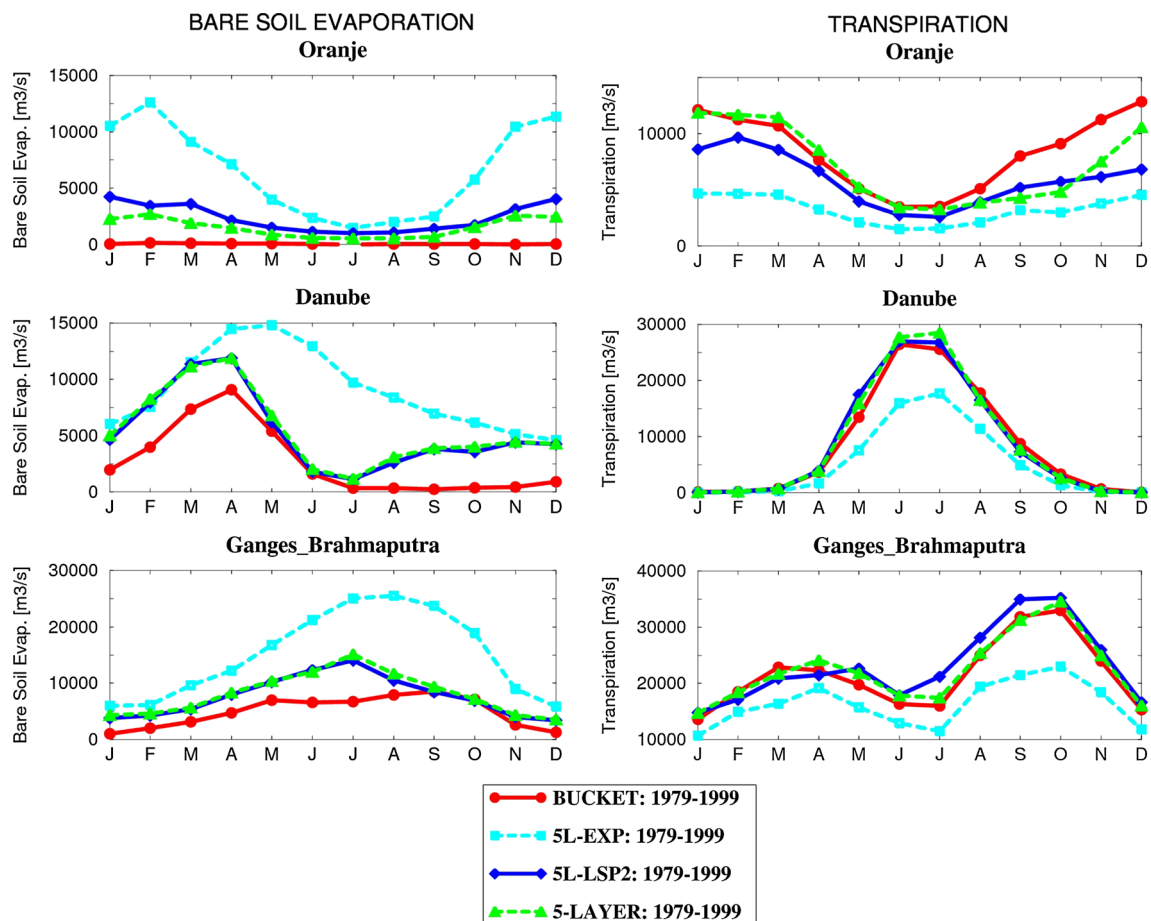 BARE SOIL EVAPORATION
TRANSPIRATION
Oranje
Oranje
Bare Soil Evap. [m3/s]
15000
10000
5000
0
J F M A M J J A S O N D
Transpiration [m3/s]
10000
0
J F M A M J J A S O N D
Danube
Danube
Bare Soil Evap. [m3/s]
15000
10000
5000
0
J F M A M J J A S O N D
Transpiration [m3/s]
30000
20000
10000
0
J F M A M J J A S O N D
Ganges_Brahmaputra
Ganges_Brahmaputra
Bare Soil Evap. [m3/s]
30000
20000
10000
0
J F M A M J J A S O N D
Transpiration [m3/s]
40000
30000
20000
10000
J F M A M J J A S O N D
BUCKET: 1979-1999
5L-EXP: 1979-1999
5L-LSP2: 1979-1999
5-LAYER: 1979-1999